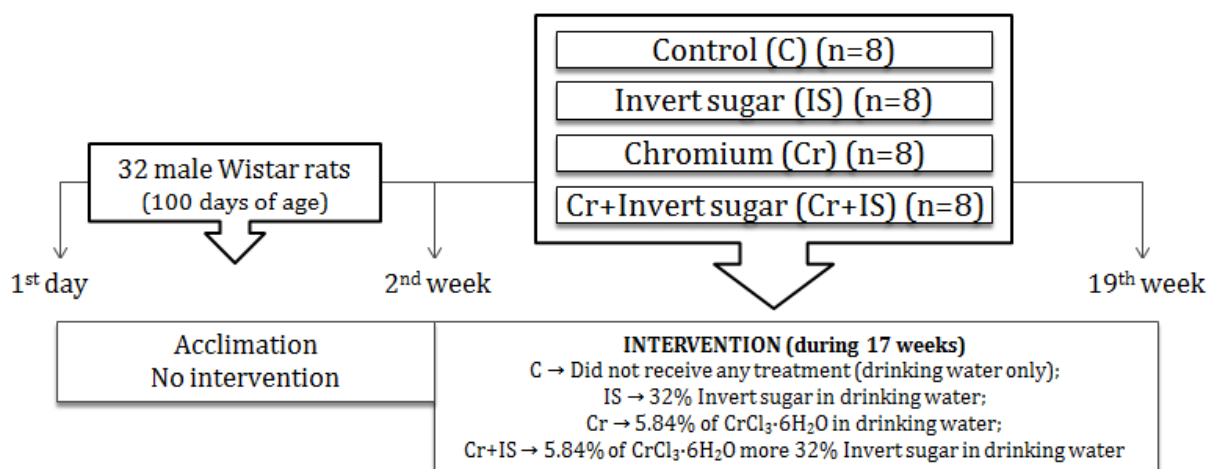 Control (C) (n=8)
Invert sugar (IS) (n=8)
Chromium (Cr) (n=8)
Cr+Invert sugar (Cr+IS) (n=8)
32 male Wistar rats
(100 days of age)
1st day
2nd week
19th week
Acclimation
No intervention
INTERVENTION (during 17 weeks)
C → Did not receive any treatment (drinking water only);
IS → 32% Invert sugar in drinking water;
Cr → 5.84% of CrCl₃·6H₂O in drinking water;
Cr+IS → 5.84% of CrCl₃·6H₂O more 32% Invert sugar in drinking water